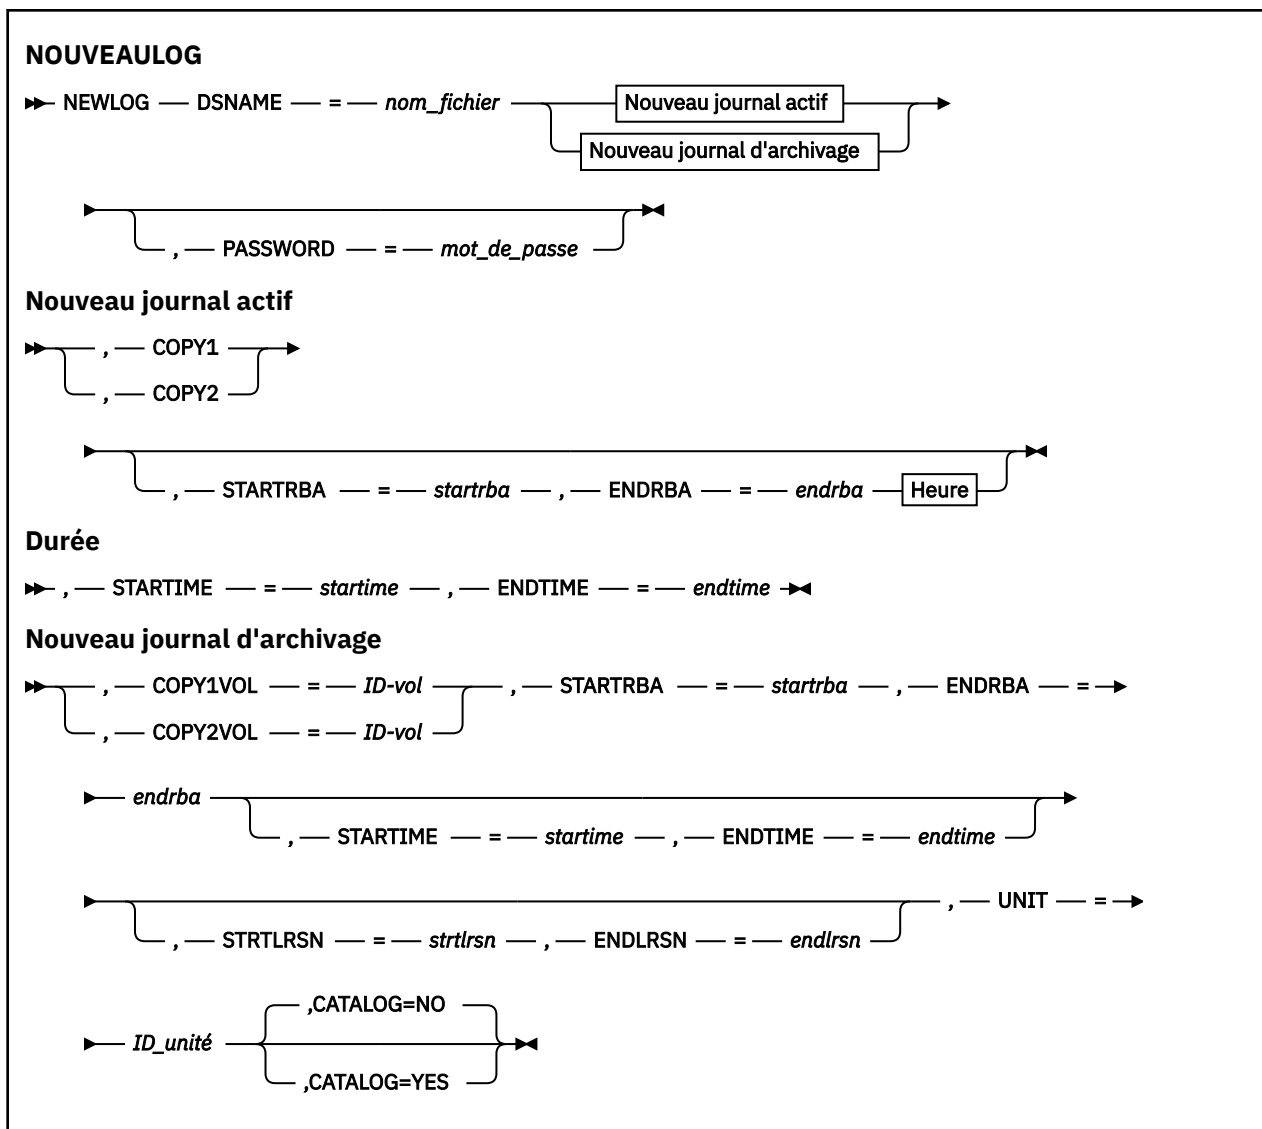 NOUVEAULOG
NEWLOG DSNAME = nom_fichier Nouveau journal actif
Nouveau journal d'archivage
, PASSWORD = mot_de_passe
Nouveau journal actif
, COPY1
, COPY2
, STARTRBA = startrba , ENDRBA = endrba Heure
Durée
, STARTIME = startime , ENDTIME = endtime
Nouveau journal d'archivage
, COPY1VOL = ID-vol , STARTRBA = startrba , ENDRBA =
, COPY2VOL = ID-vol
endrba
, STARTIME = startime , ENDTIME = endtime
, UNIT =
, STRTLRSN = strtlrsn , ENDLRSN = endlrsn
,CATALOG=NO
ID_unité
,CATALOG=YES